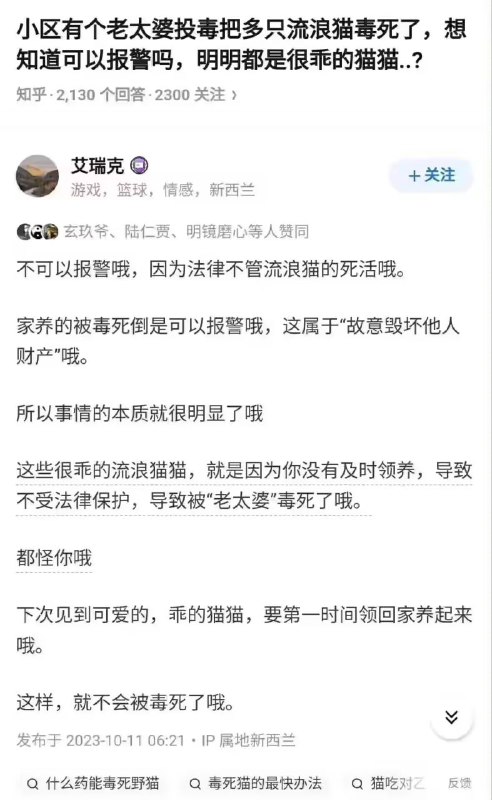 小区有个老太婆投毒把多只流浪猫毒死了，想
知道可以报警吗，明明都是很乖的猫猫..?
知乎·2,130 个回答·2300 关注 ›
艾瑞克
＋关注
游戏，篮球，情感，新西兰
玄玖爷、陆仁贾、明镜磨心等人赞同
不可以报警哦，因为法律不管流浪猫的死活哦。
家养的被毒死倒是可以报警哦，这属于“故意毁坏他人
财产”哦。
所以事情的本质就很明显了哦
这些很乖的流浪猫猫，就是因为你没有及时领养，导致
不受法律保护，导致被“老太婆”毒死了哦。
都怪你哦
下次见到可爱的，乖的猫猫，要第一时间领回家养起来
哦。
这样，就不会被毒死了哦。
发布于 2023-10-11 06:21・IP 属地新西兰
什么药能毒死野猫 毒死猫的最快办法 猫吃对乙 反馈